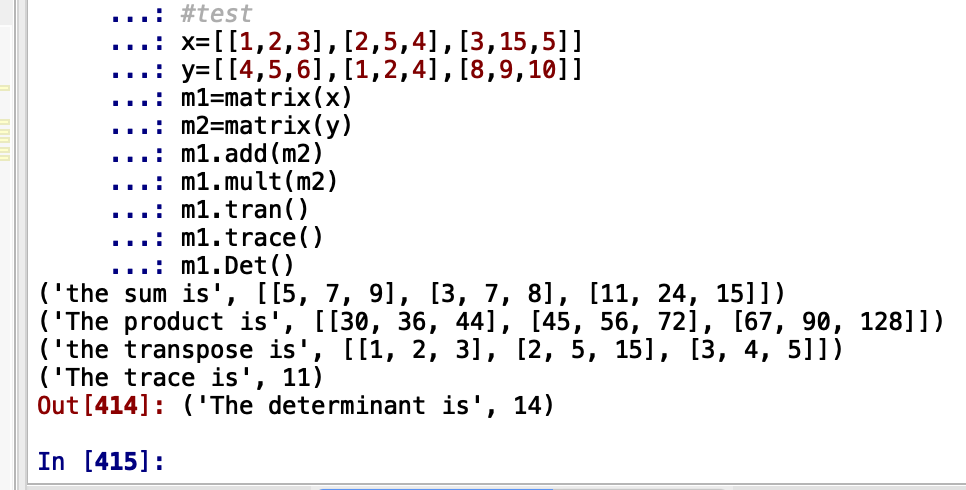 ...: #test
...: x=[[1,2,3],[2,5,4],[3,15,5]]
...: y=[[4,5,6],[1,2,4],[8,9,10]]
...: m1=matrix(x)
...: m2=matrix(y)
...: m1.add(m2)
...: m1.mult(m2)
...: m1.tran()
...: m1.trace()
...: m1.Det()
('the sum is', [[5, 7, 9], [3, 7, 8], [11, 24, 15]])
('The product is', [[30, 36, 44], [45, 56, 72], [67, 90, 128]])
('the transpose is', [[1, 2, 3], [2, 5, 15], [3, 4, 5]])
('The trace is', 11)
Out[414]: ('The determinant is', 14)
In [415]: